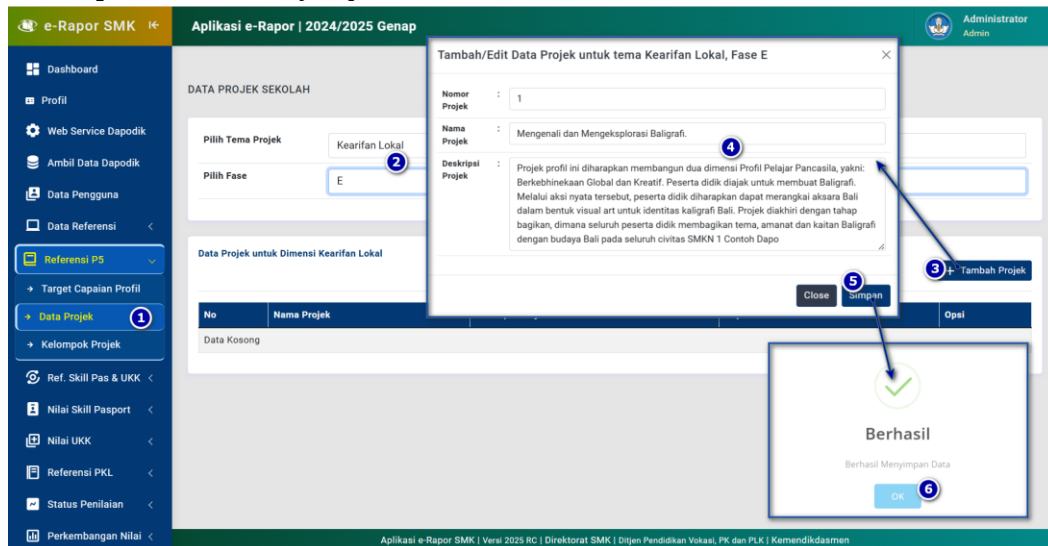 e-Rapor SMK
Aplikasi e-Rapor | 2024/2025 Genap
Administrator
Admin
Dashboard
Profil
Web Service Dapodik
Ambil Data Dapodik
Data Pengguna
Data Referensi
Referensi P5
Target Capaian Profil
Data Projek
1
Kelompok Projek
Ref. Skill Pas & UKK
Nilai Skill Pasport
Nilai UKK
Referensi PKL
Status Penilaian
Perkembangan Nilai
DATA PROJEK SEKOLAH
Pilih Tema Projek
Kearifan Lokal
2
Pilih Fase
E
Data Projek untuk Dimensi Kearifan Lokal
3
+ Tambah Projek
No
Nama Projek
Opsi
Data Kosong
Tambah/Edit Data Projek untuk tema Kearifan Lokal, Fase E
Nomor
Projek
:
1
Nama
Projek
:
Mengenali dan Mengeksplorasi Baligrafi.
4
Deskripsi
Projek
:
Projek profil ini diharapkan membangun dua dimensi Profil Pelajar Pancasila, yakni:
Berkebhinekaan Global dan Kreatif. Peserta didik diajak untuk membuat Baligrafi.
Melalui aksi nyata tersebut, peserta didik diharapkan dapat merangkai aksara Bali
dalam bentuk visual art untuk identitas kaligrafi Bali. Projek diakhiri dengan tahap
bagikan, dimana seluruh peserta didik membagikan tema, amanat dan kaitan Baligrafi
dengan budaya Bali pada seluruh civitas SMKN 1 Contoh Dapo
5
Close
Simpan
Berhasil
Berhasil Menyimpan Data
OK
6
Aplikasi e-Rapor SMK | Versi 2025 RC | Direktorat SMK | Ditjen Pendidikan Vokasi, PK dan PLK | Kemendikdasmen